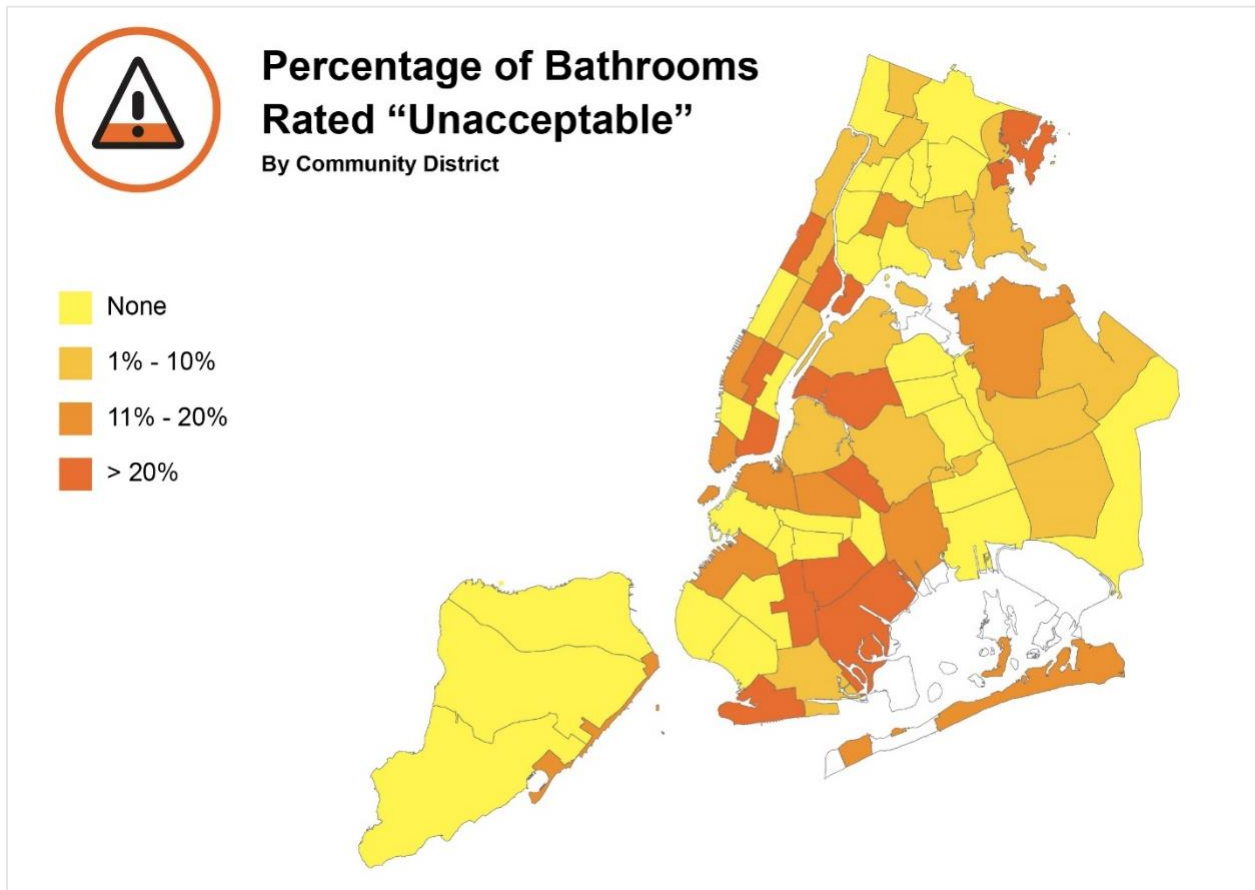 Percentage of Bathrooms
Rated “Unacceptable”
By Community District
None
1% - 10%
11% - 20%
> 20%